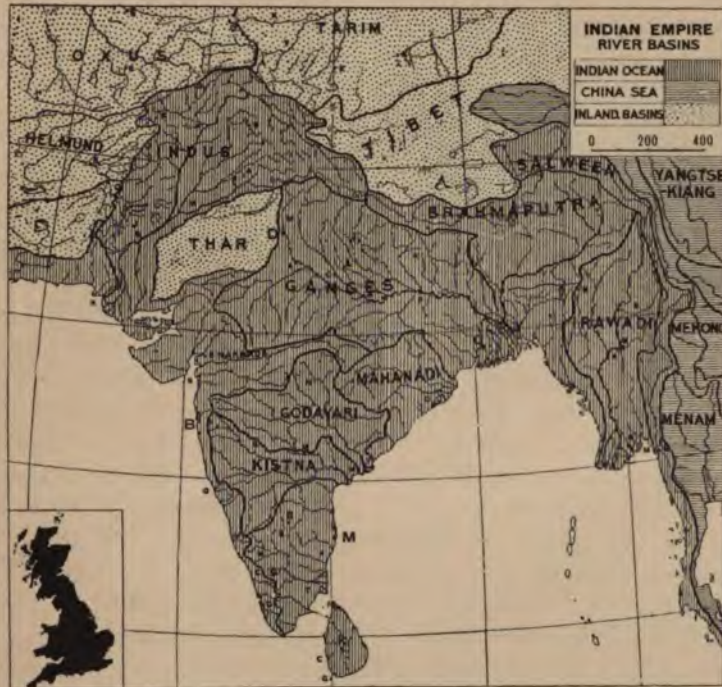 INDIAN EMPIRE
RIVER BASINS
INDIAN OCEAN
CHINA SEA
INLAND. BASINS
0 200 400
OXUS
TARIM
HELMUND
INDUS
TIBET
SALWEEN
YANGTSE
-KIANG
BRAHMAPUTRA
THAR
D
GANGES
IRAWADI
MEKONG
MAHANADI
MENAM
GODAVARI
B
KISTNA
M